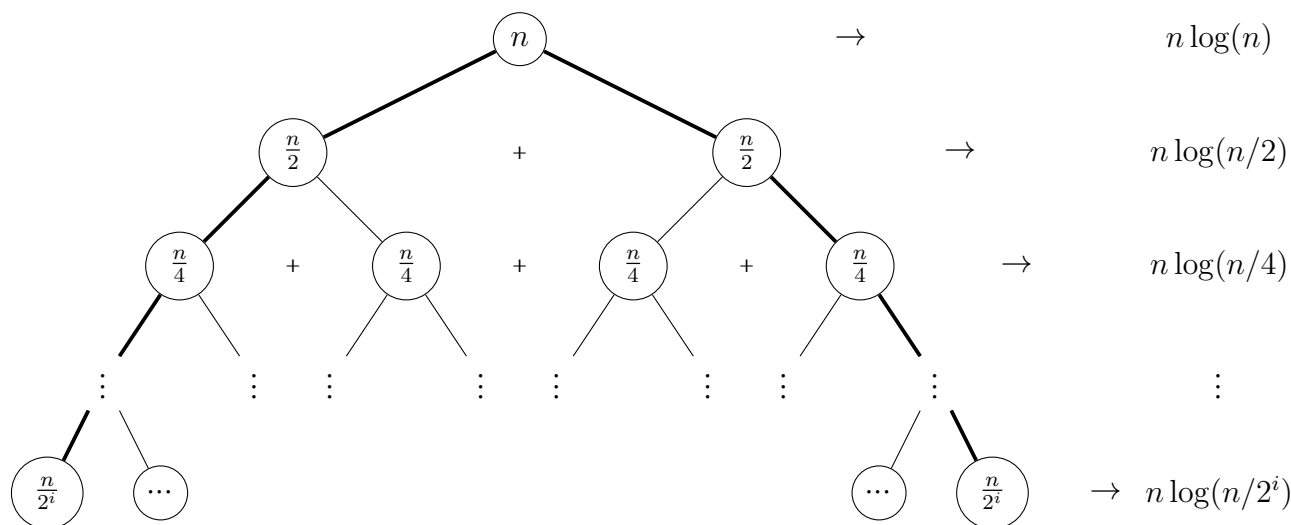 n → n log(n)
n/2 + n/2 → n log(n/2)
n/4 + n/4 + n/4 + n/4 → n log(n/4)
⋮ ⋮ ⋮ ⋮ ⋮ ⋮ ⋮ ⋮ ⋮
n/2^i ... ... n/2^i → n log(n/2^i)